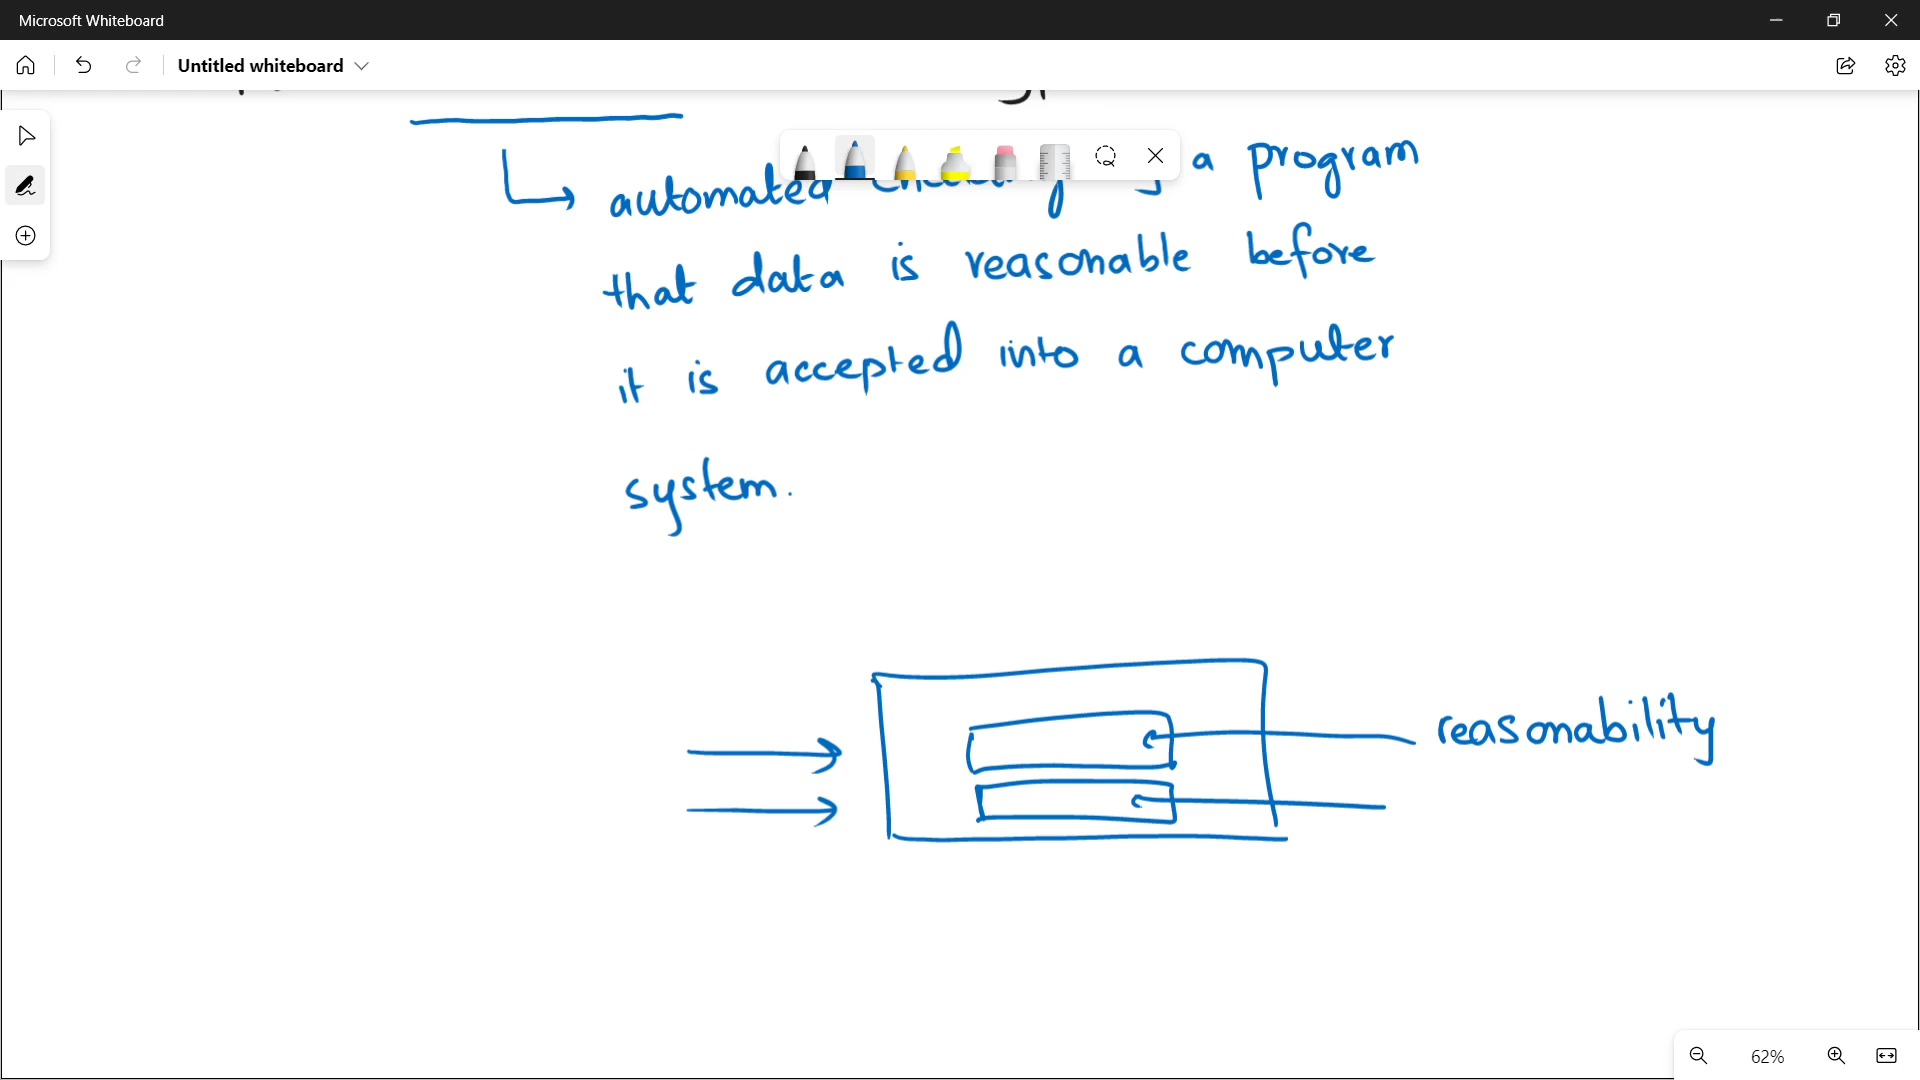 Microsoft Whiteboard
Untitled whiteboard
automated a program
that data is reasonable before
it is accepted into a computer
system.
reasonability
62%